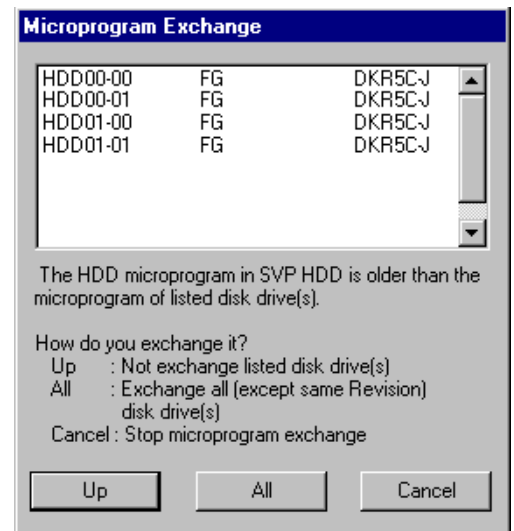 Microprogram Exchange
HDD00-00 FG DKR5C-J
HDD00-01 FG DKR5C-J
HDD01-00 FG DKR5C-J
HDD01-01 FG DKR5C-J
The HDD microprogram in SVP HDD is older than the
microprogram of listed disk drive(s).
How do you exchange it?
Up : Not exchange listed disk drive(s)
All : Exchange all (except same Revision)
disk drive(s)
Cancel : Stop microprogram exchange
Up All Cancel